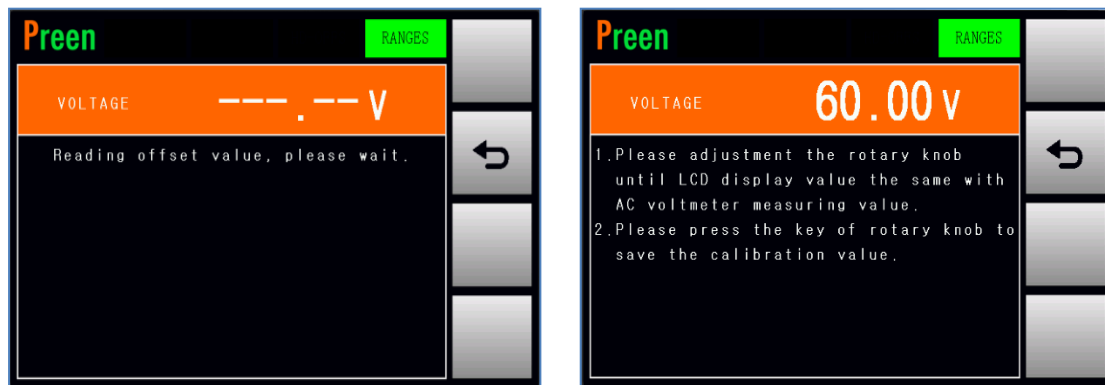 Preen
RANGES
VOLTAGE ---.-- V
Reading offset value, please wait.
Preen
RANGES
VOLTAGE 60.00 V
1.Please adjustment the rotary knob
until LCD display value the same with
AC voltmeter measuring value.
2.Please press the key of rotary knob to
save the calibration value.